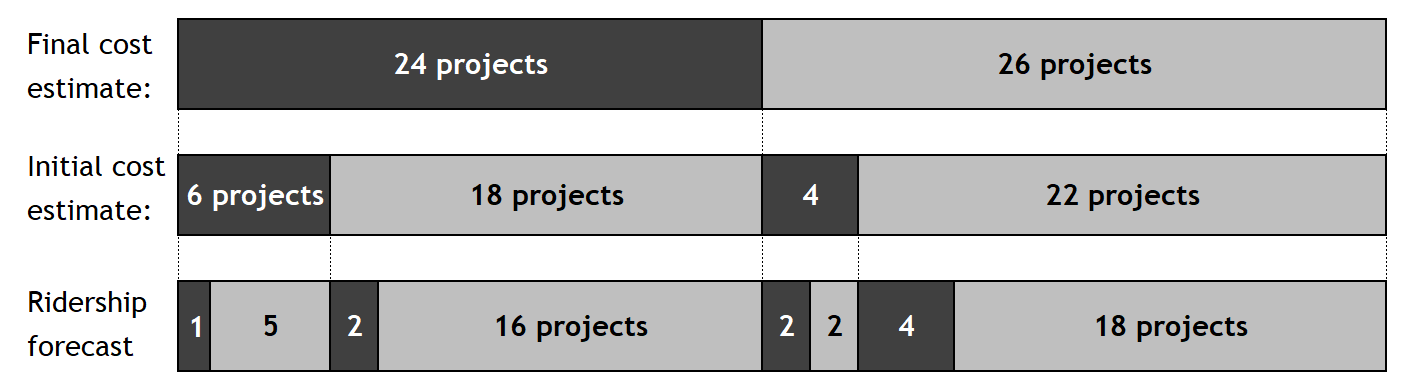 Final cost
estimate:
24 projects
26 projects
Initial cost
estimate:
6 projects
18 projects
4
22 projects
Ridership
forecast
1
5
2
16 projects
2
2
4
18 projects